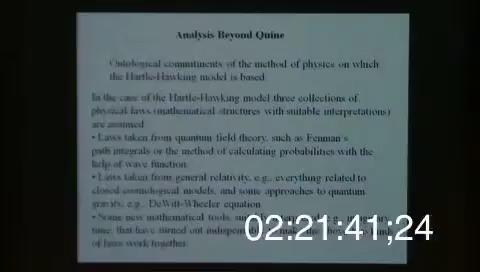 Analysis Beyond Quine
Ontological commitments of the method of physics on which
the Hartle-Hawking model is based
In the case of the Hartle-Hawking model three collections of
physical laws (mathematical structures with suitable interpretations)
are assumed
• Laws taken from quantum field theory, such as Fenman's
path integrals or the method of calculating probabilities with the
help of wave function
• Laws taken from general relativity, e.g., everything related to
closed cosmological models, and some approaches to quantum
gravity, e.g., DeWitt-Wheeler equation
• Some new mathematical tools,
time, that have turned out
of laws work together
02:21:41;24